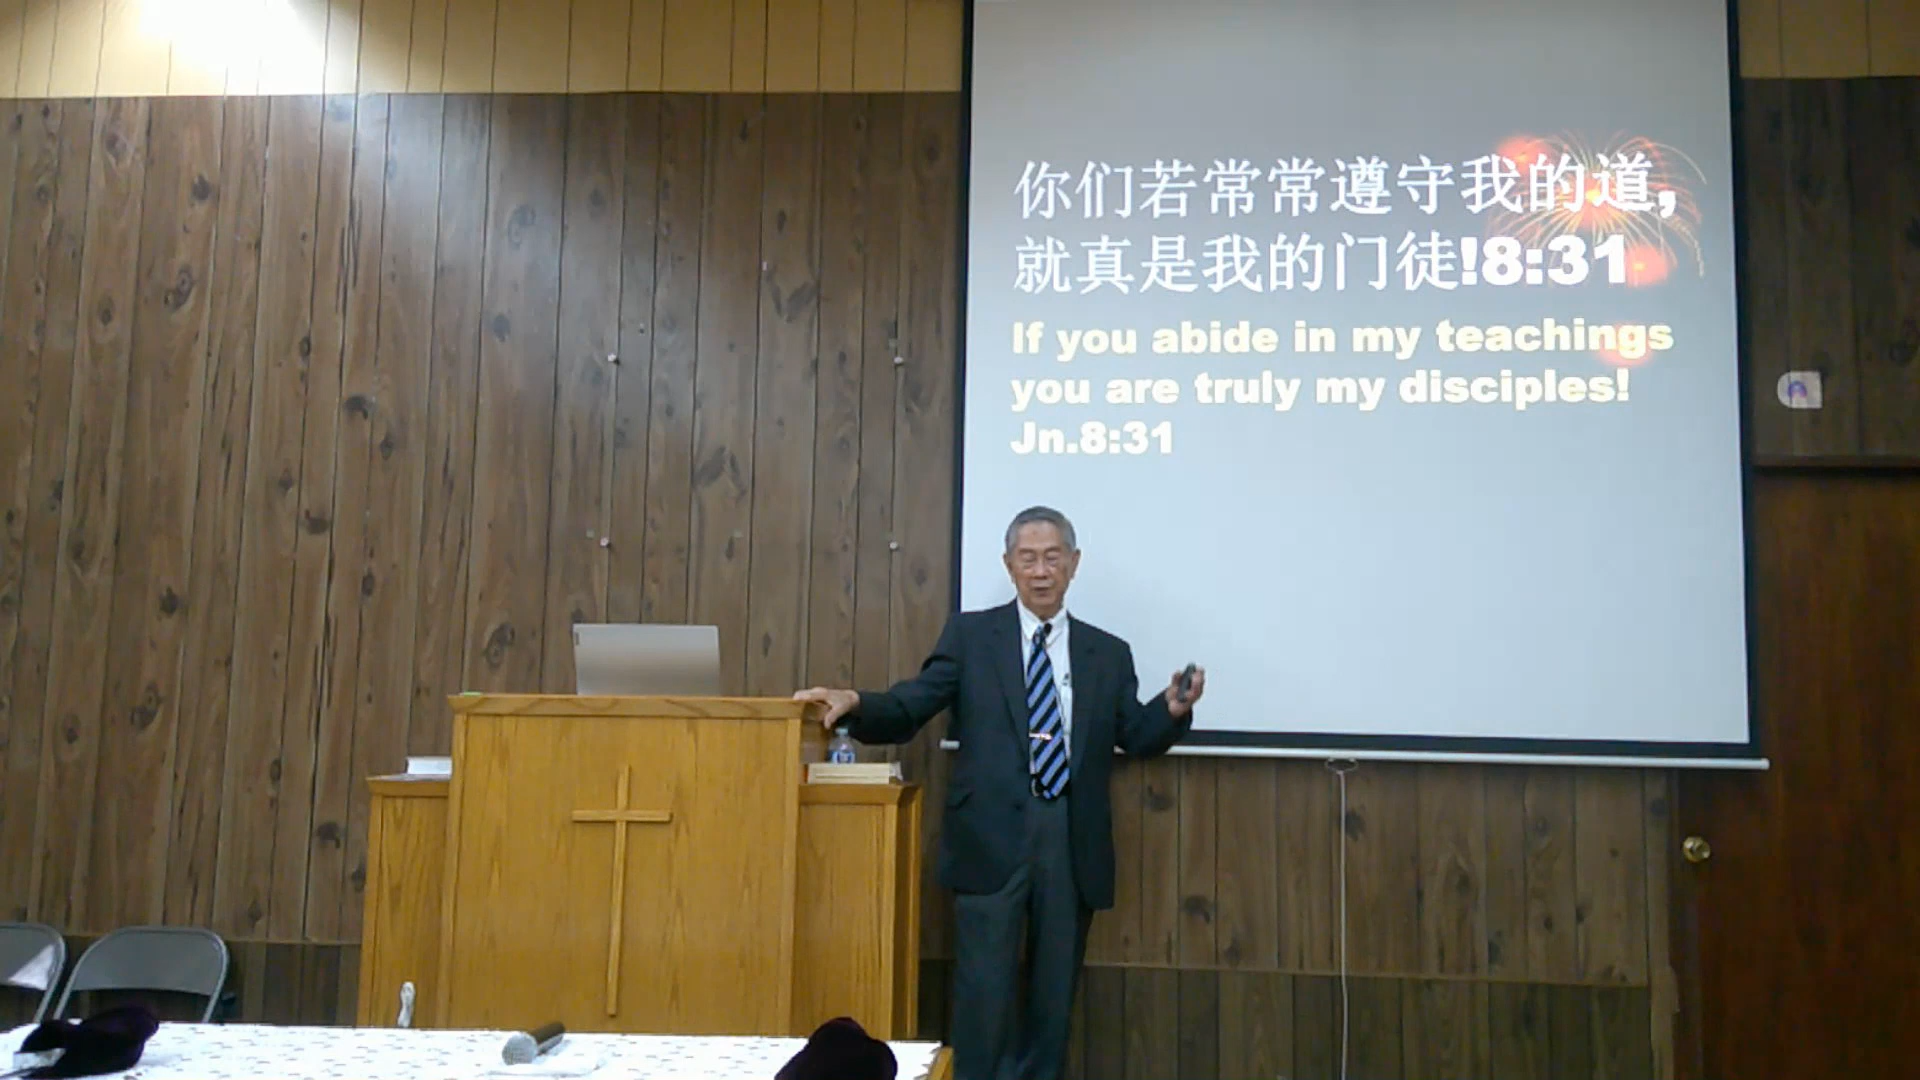 你们若常常遵守我的道,
就真是我的门徒!8:31
If you abide in my teachings
you are truly my disciples!
Jn.8:31